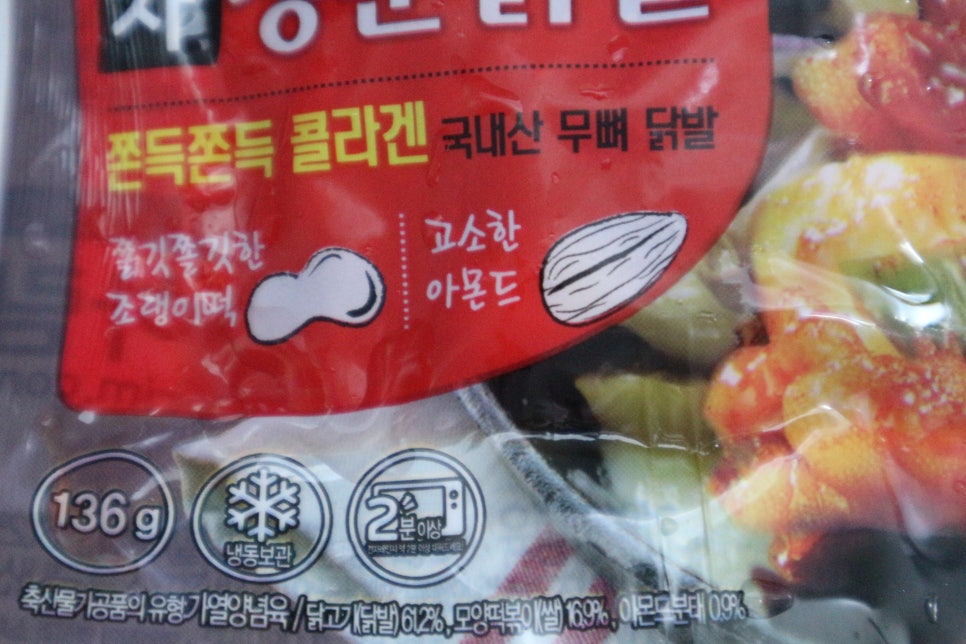 쫀득쫀득 콜라겐 국내산 무뼈 닭발
쫄깃쫄깃한
조랭이떡
고소한
아몬드
136g
냉동보관
2분이상
축산물가공품의 유형 가열양념육 / 닭고기(닭발) 61.2%, 모양떡볶이(쌀) 16.9%, 아몬드분태 0.9%